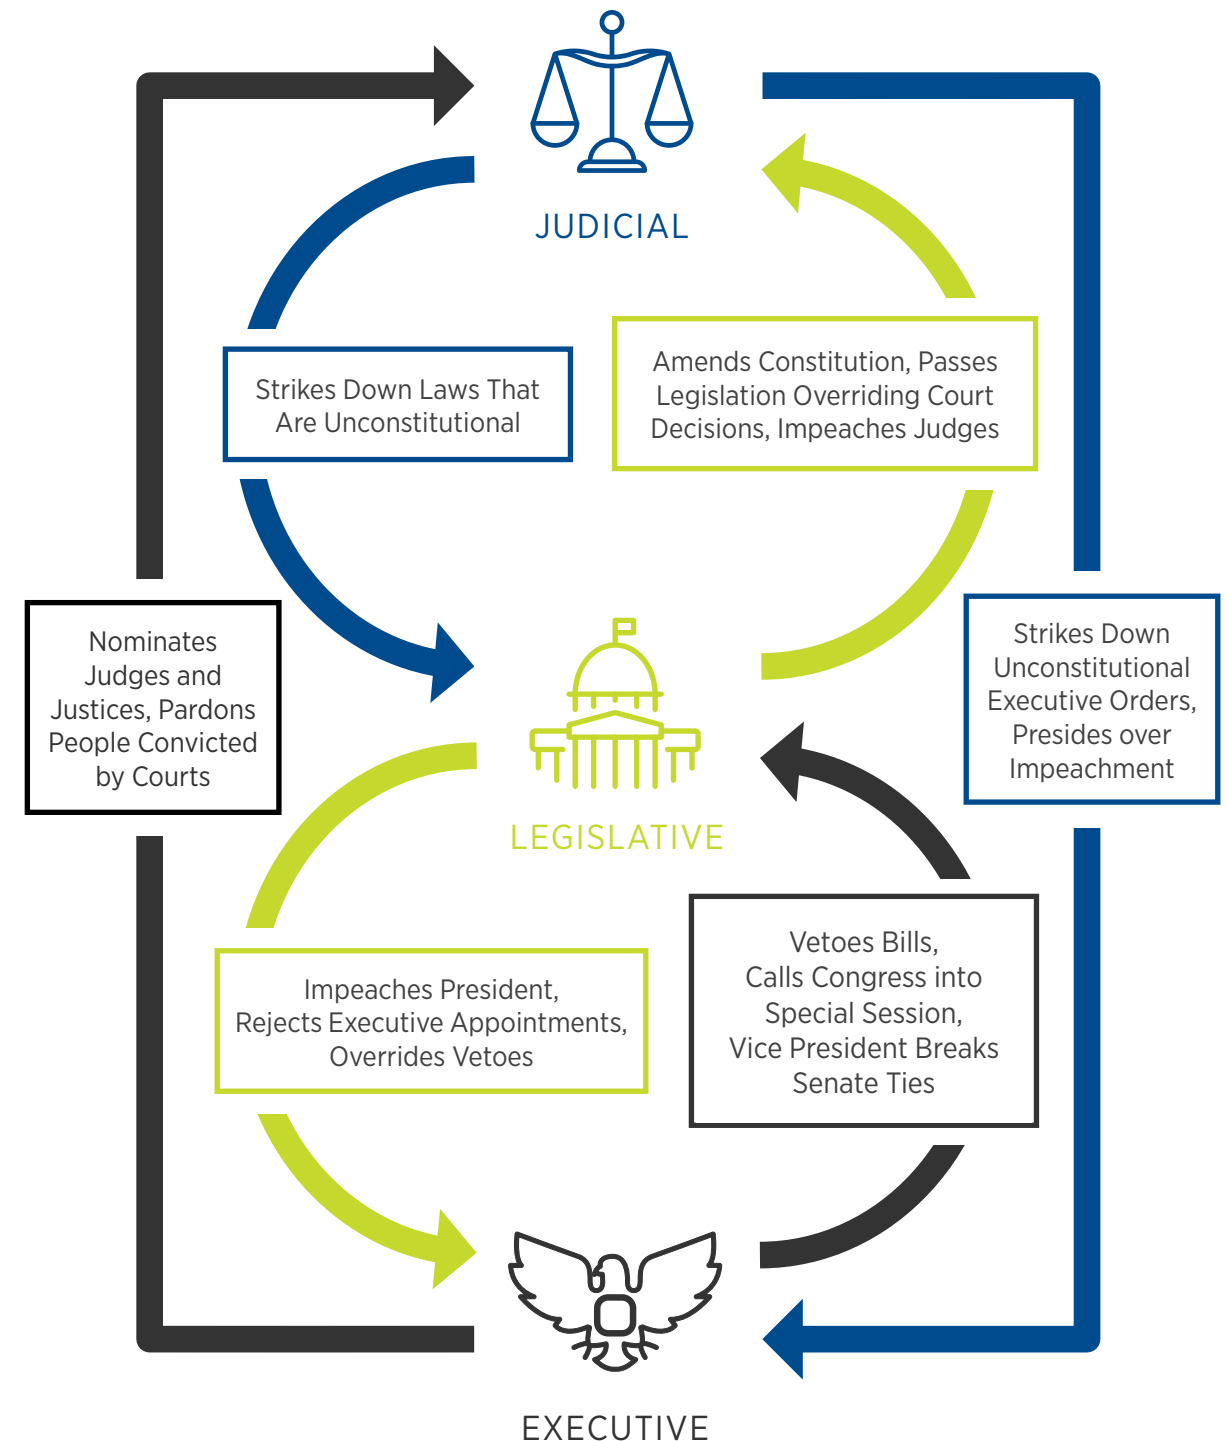 JUDICIAL
Strikes Down Laws That
Are Unconstitutional
Amends Constitution, Passes
Legislation Overriding Court
Decisions, Impeaches Judges
Nominates
Judges and
Justices, Pardons
People Convicted
by Courts
Strikes Down
Unconstitutional
Executive Orders,
Presides over
Impeachment
LEGISLATIVE
Impeaches President,
Rejects Executive Appointments,
Overrides Vetoes
Vetoes Bills,
Calls Congress into
Special Session,
Vice President Breaks
Senate Ties
EXECUTIVE